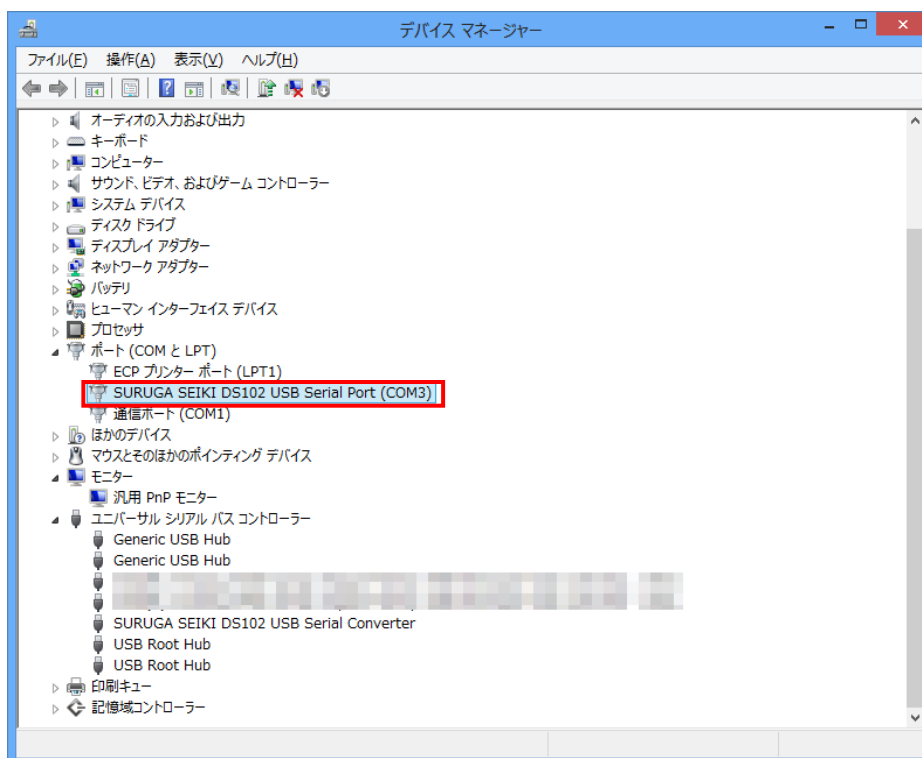 デバイス マネージャー
ファイル(F) 操作(A) 表示(V) ヘルプ(H)
オーディオの入力および出力
キーボード
コンピューター
サウンド、ビデオ、およびゲーム コントローラー
システム デバイス
ディスク ドライブ
ディスプレイ アダプター
ネットワーク アダプター
バッテリ
ヒューマン インターフェイス デバイス
プロセッサ
ポート (COM と LPT)
ECP プリンター ポート (LPT1)
SURUGA SEIKI DS102 USB Serial Port (COM3)
通信ポート (COM1)
ほかのデバイス
マウスとそのほかのポインティング デバイス
モニター
汎用 PnP モニター
ユニバーサル シリアル バス コントローラー
Generic USB Hub
Generic USB Hub
SURUGA SEIKI DS102 USB Serial Converter
USB Root Hub
USB Root Hub
印刷キュー
記憶域コントローラー